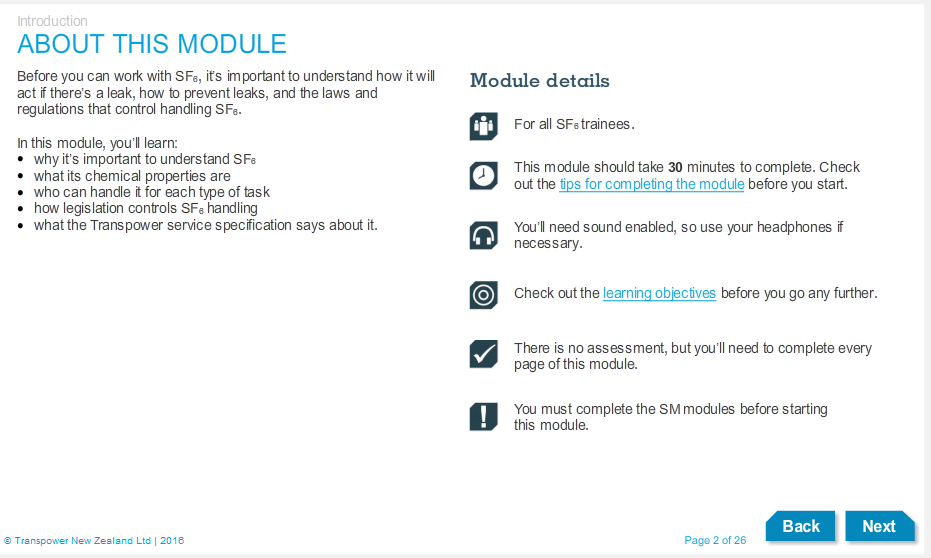 Introduction
ABOUT THIS MODULE
Before you can work with SF₆, it's important to understand how it will
act if there's a leak, how to prevent leaks, and the laws and
regulations that control handling SF₆.
In this module, you'll learn:
• why it's important to understand SF₆
• what its chemical properties are
• who can handle it for each type of task
• how legislation controls SF₆ handling
• what the Transpower service specification says about it.
Module details
For all SF₆ trainees.
This module should take 30 minutes to complete. Check
out the tips for completing the module before you start.
You'll need sound enabled, so use your headphones if
necessary.
Check out the learning objectives before you go any further.
There is no assessment, but you'll need to complete every
page of this module.
You must complete the SM modules before starting
this module.
© Transpower New Zealand Ltd | 2016
Page 2 of 26
Back
Next